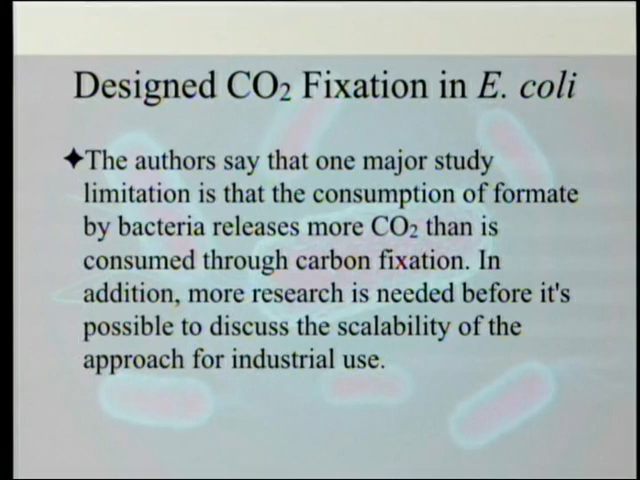 Designed CO₂ Fixation in E. coli
✦The authors say that one major study
limitation is that the consumption of formate
by bacteria releases more CO₂ than is
consumed through carbon fixation. In
addition, more research is needed before it's
possible to discuss the scalability of the
approach for industrial use.